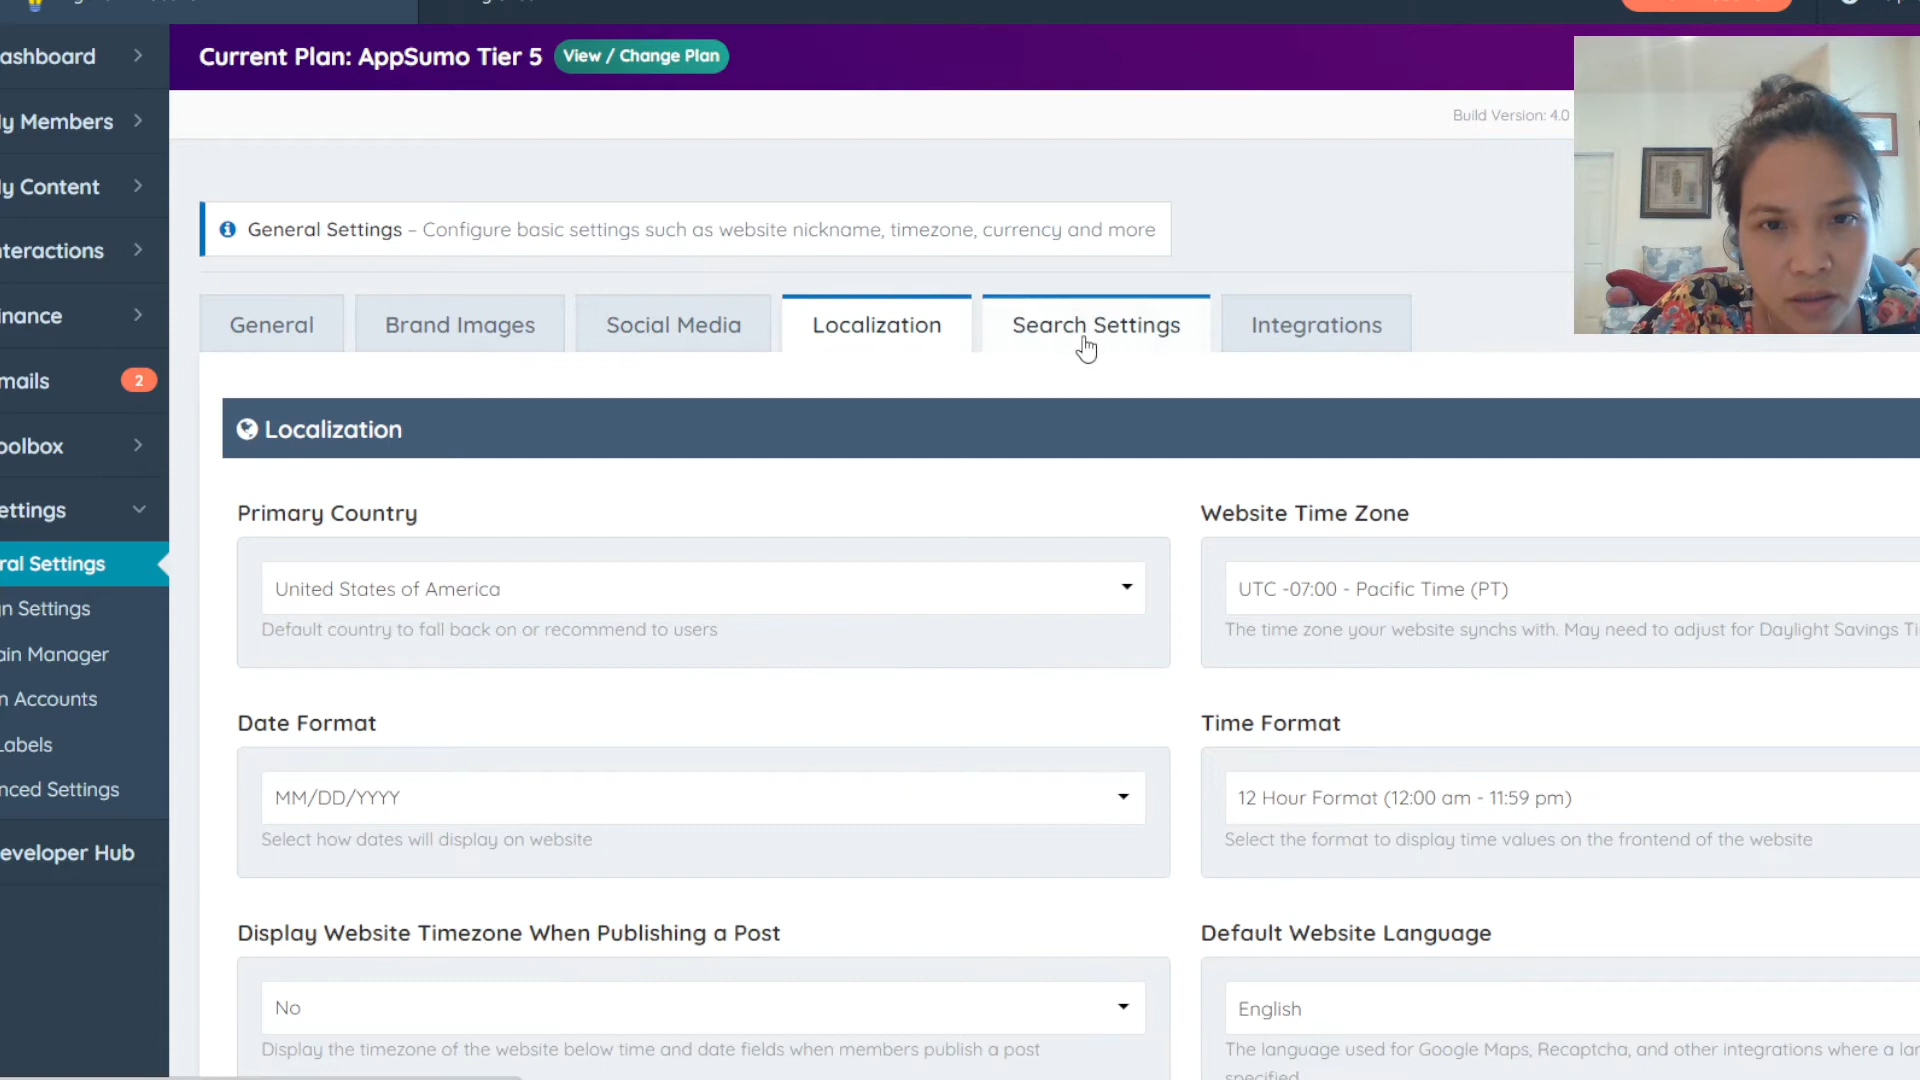 Current Plan: AppSumo Tier 5 View / Change Plan
Build Version: 4.0
ashboard
y Members
y Content
nteractions
inance
mails 2
oolbox
ettings
ral Settings
n Settings
ain Manager
n Accounts
Labels
nced Settings
eveloper Hub
General Settings – Configure basic settings such as website nickname, timezone, currency and more
General Brand Images Social Media Localization Search Settings Integrations
Localization
Primary Country
United States of America
Default country to fall back on or recommend to users
Website Time Zone
UTC -07:00 - Pacific Time (PT)
The time zone your website synchs with. May need to adjust for Daylight Savings Ti
Date Format
MM/DD/YYYY
Select how dates will display on website
Time Format
12 Hour Format (12:00 am - 11:59 pm)
Select the format to display time values on the frontend of the website
Display Website Timezone When Publishing a Post
No
Display the timezone of the website below time and date fields when members publish a post
Default Website Language
English
The language used for Google Maps, Recaptcha, and other integrations where a lan
specified